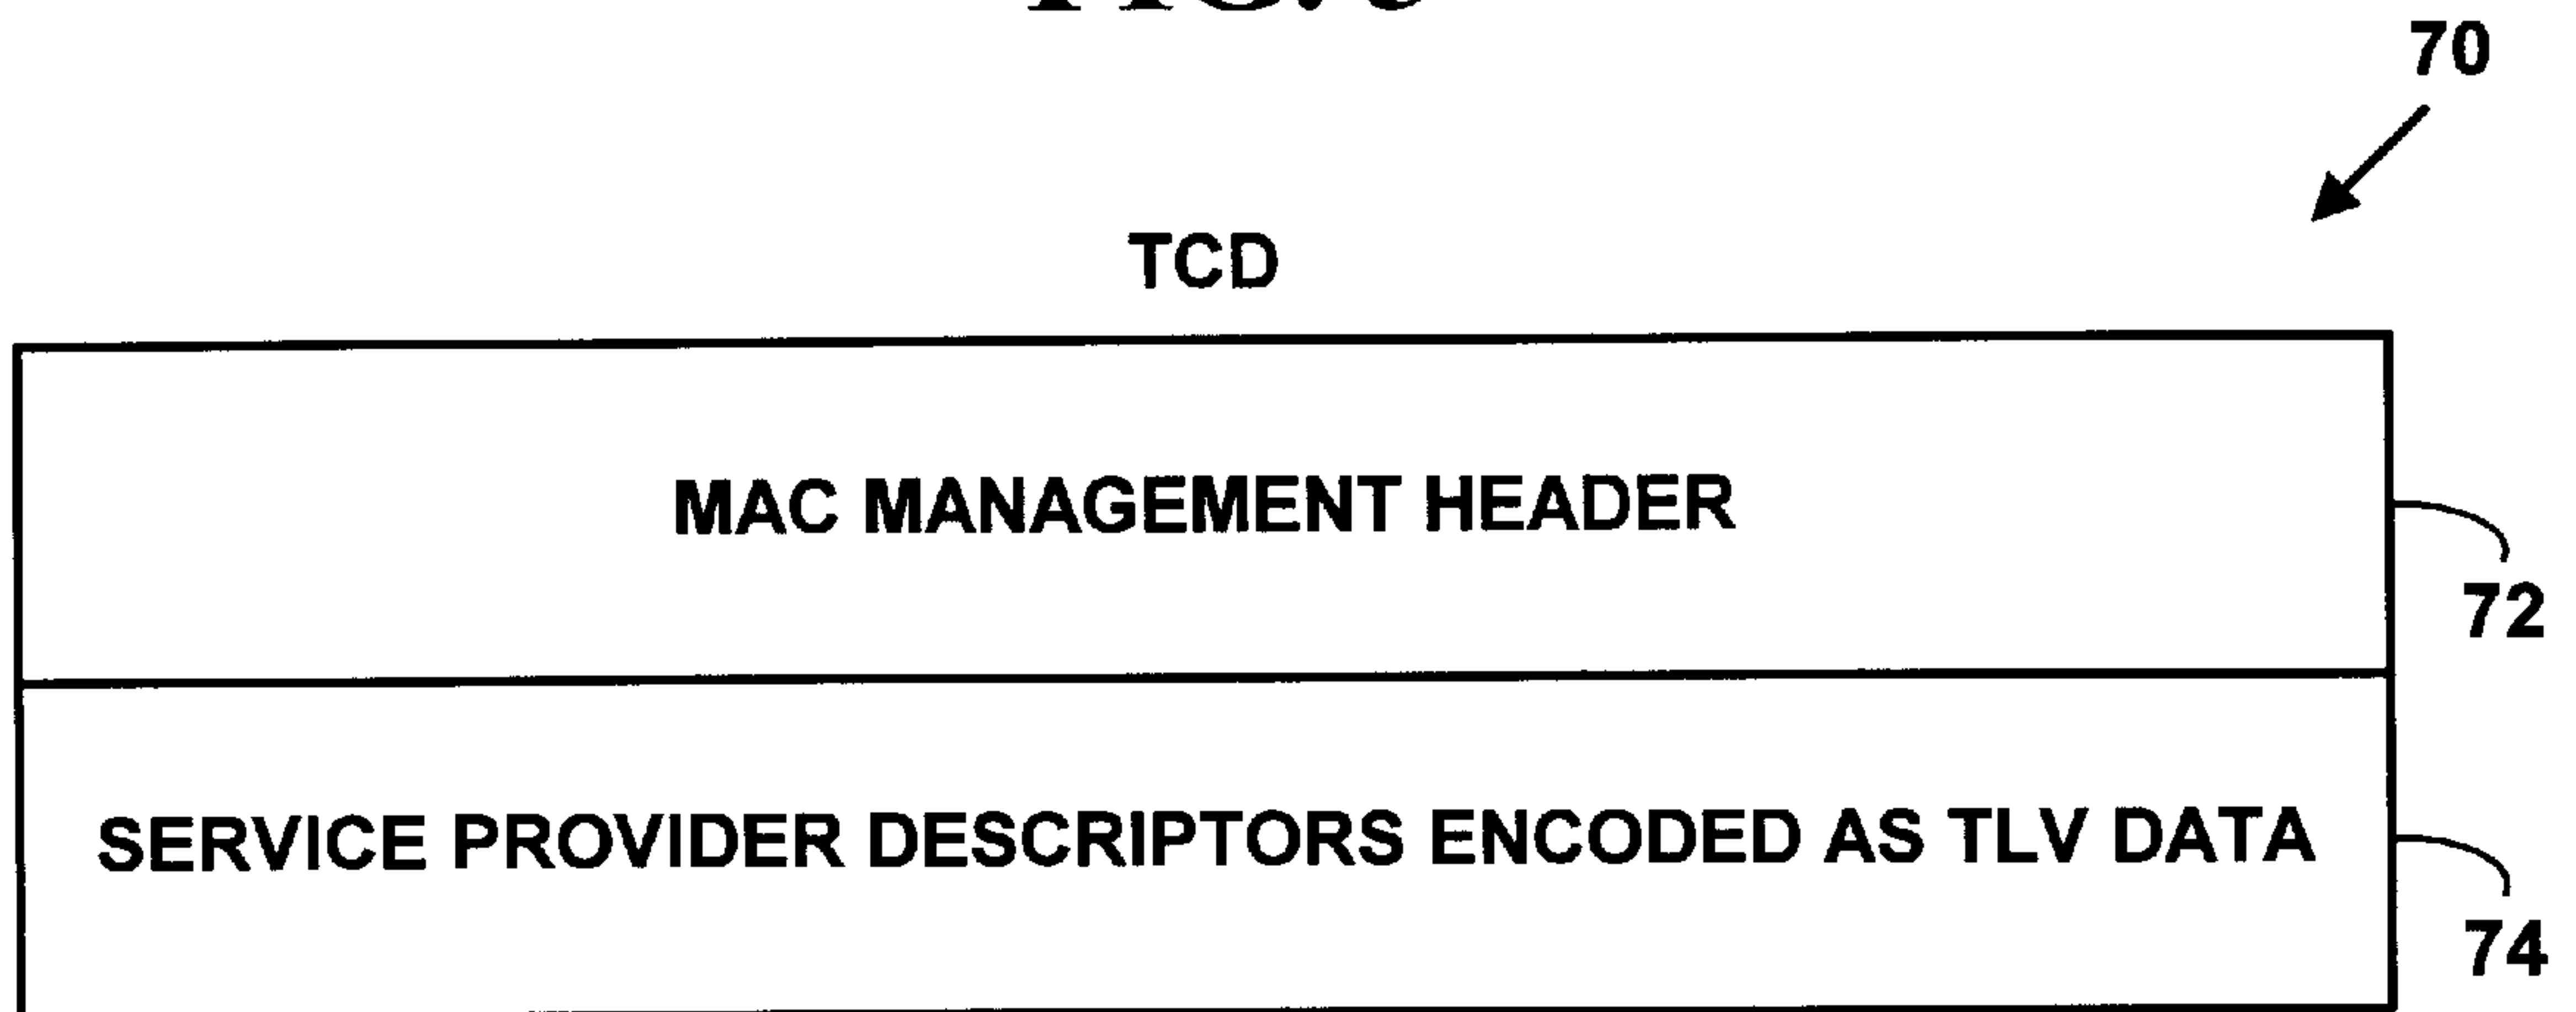 70
TCD
MAC MANAGEMENT HEADER
72
SERVICE PROVIDER DESCRIPTORS ENCODED AS TLV DATA
74